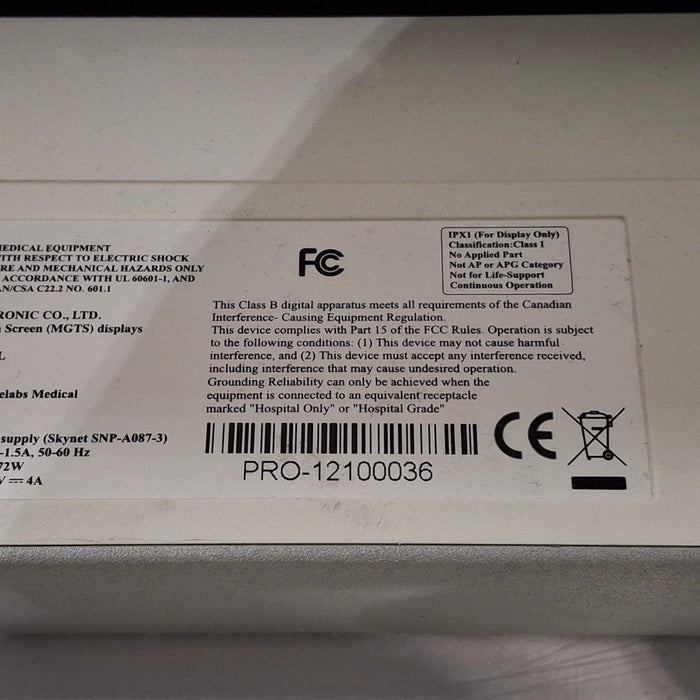 MEDICAL EQUIPMENT
WITH RESPECT TO ELECTRIC SHOCK
RE AND MECHANICAL HAZARDS ONLY
ACCORDANCE WITH UL 60601-1, AND
AN/CSA C22.2 NO. 601.1
RONIC CO., LTD.
Screen (MGTS) displays
L
elabs Medical
supply (Skynet SNP-A087-3)
-1.5A, 50-60 Hz
72W
V ⎓ 4A
FC
IPX1 (For Display Only)
Classification:Class I
No Applied Part
Not AP or APG Category
Not for Life-Support
Continuous Operation
This Class B digital apparatus meets all requirements of the Canadian
Interference- Causing Equipment Regulation.
This device complies with Part 15 of the FCC Rules. Operation is subject
to the following conditions: (1) This device may not cause harmful
interference, and (2) This device must accept any interference received,
including interference that may cause undesired operation.
Grounding Reliability can only be achieved when the
equipment is connected to an equivalent receptacle
marked "Hospital Only" or "Hospital Grade"
CE
PRO-12100036